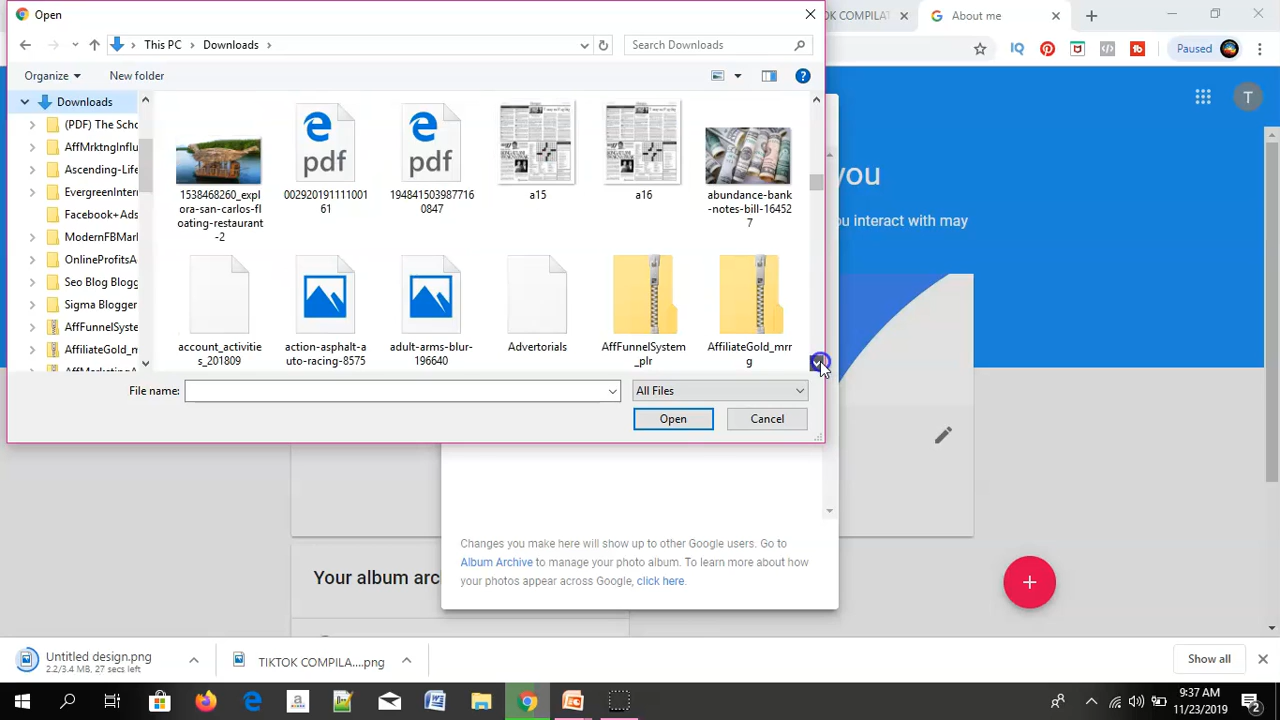 Open
TIKTOK COMPILAT
About me
This PC
Downloads
Search Downloads
Paused
Organize
New folder
T
Downloads
(PDF) The Scho
AffMrktngInflu
Ascending-Life
EvergreenInterr
Facebook+Ads
ModernFBMark
OnlineProfitsA
Seo Blog Blogg
Sigma Blogger
AffFunnelSyste
AffiliateGold_m
AffMarketingA
pdf
pdf
1538468260_expl
ora-san-carlos-fl
oating-restaurant
-2
002920191111001
61
194841503987716
0847
a15
a16
abundance-bank
-notes-bill-16452
7
account_activitie
s_201809
action-asphalt-a
uto-racing-8575
adult-arms-blur-
196640
Advertorials
AffFunnelSystem
_plr
AffiliateGold_mrr
g
File name:
All Files
Open
Cancel
you
ou interact with may
Changes you make here will show up to other Google users. Go to
Album Archive to manage your photo album. To learn more about how
your photos appear across Google, click here.
Your album arc
Untitled design.png
2.2/3.4 MB, 27 secs left
TIKTOK COMPILA....png
Show all
9:37 AM
11/23/2019
2